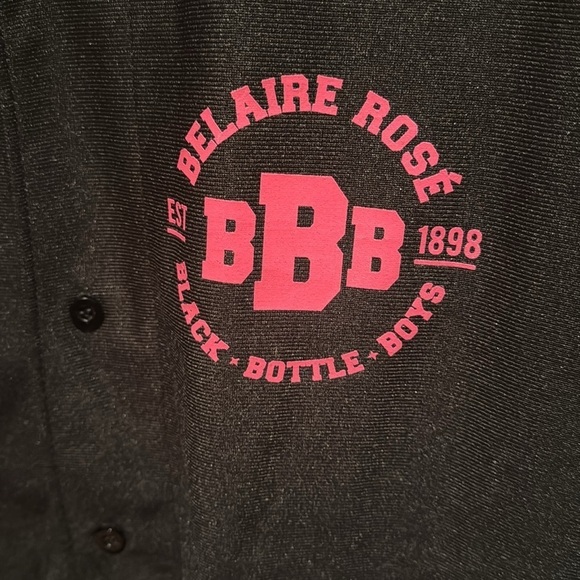 BELAIRE ROSÉ
EST BBB 1898
BLACK BOTTLE BOYS